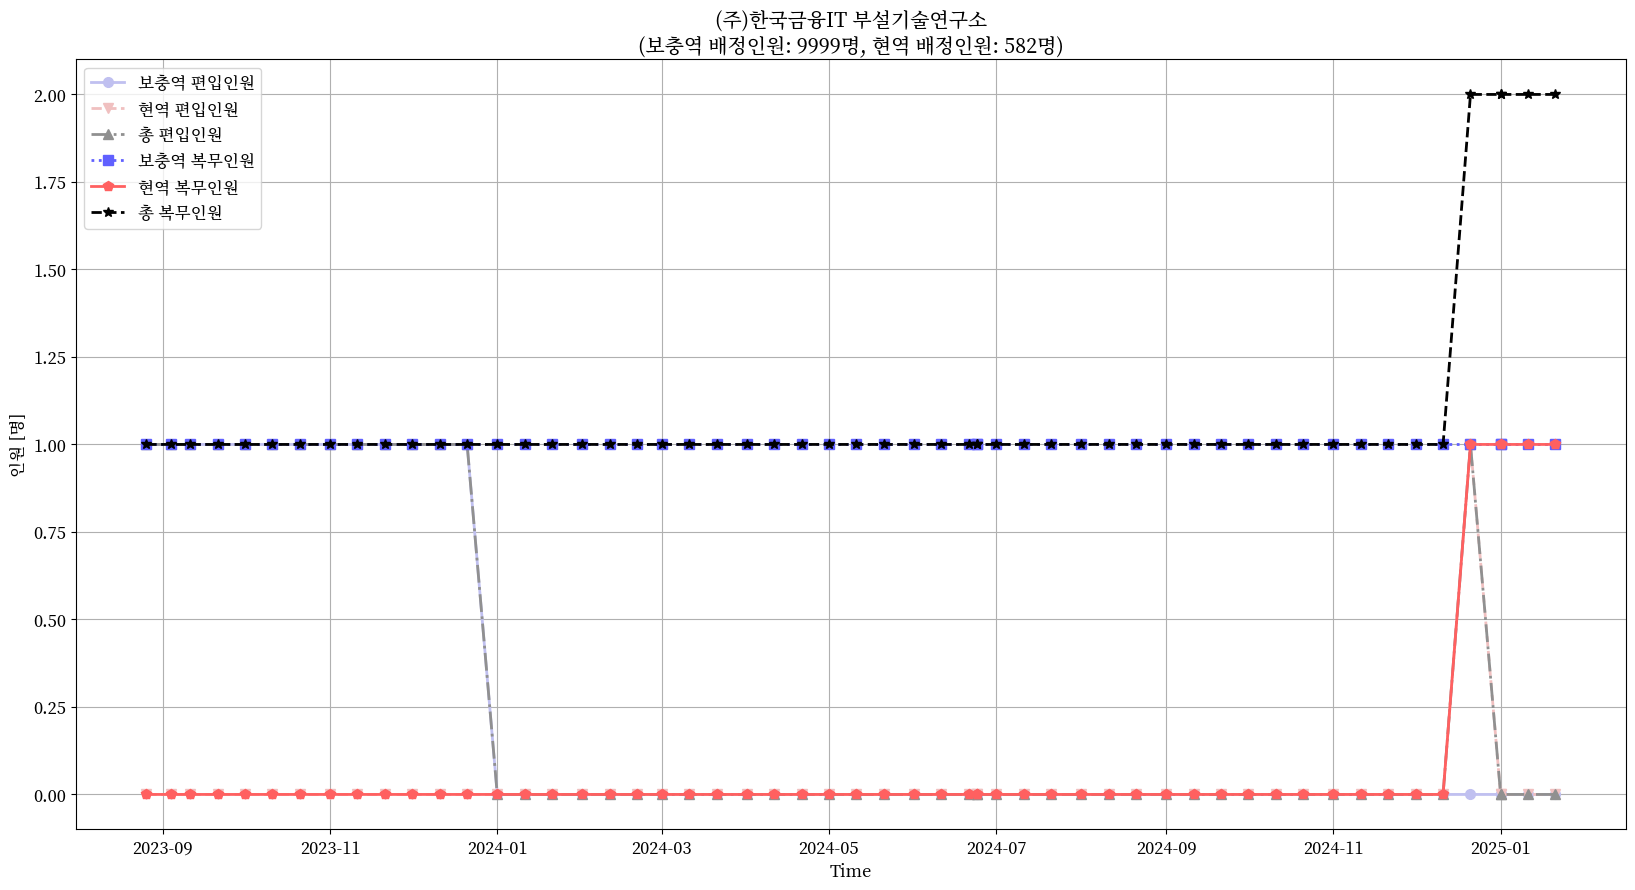 (주)한국금융IT 부설기술연구소
(보충역 배정인원: 9999명, 현역 배정인원: 582명)
보충역 편입인원
현역 편입인원
총 편입인원
보충역 복무인원
현역 복무인원
총 복무인원
2.00
1.75
1.50
1.25
1.00
0.75
0.50
0.25
0.00
인원 [명]
2023-09
2023-11
2024-01
2024-03
2024-05
2024-07
2024-09
2024-11
2025-01
Time